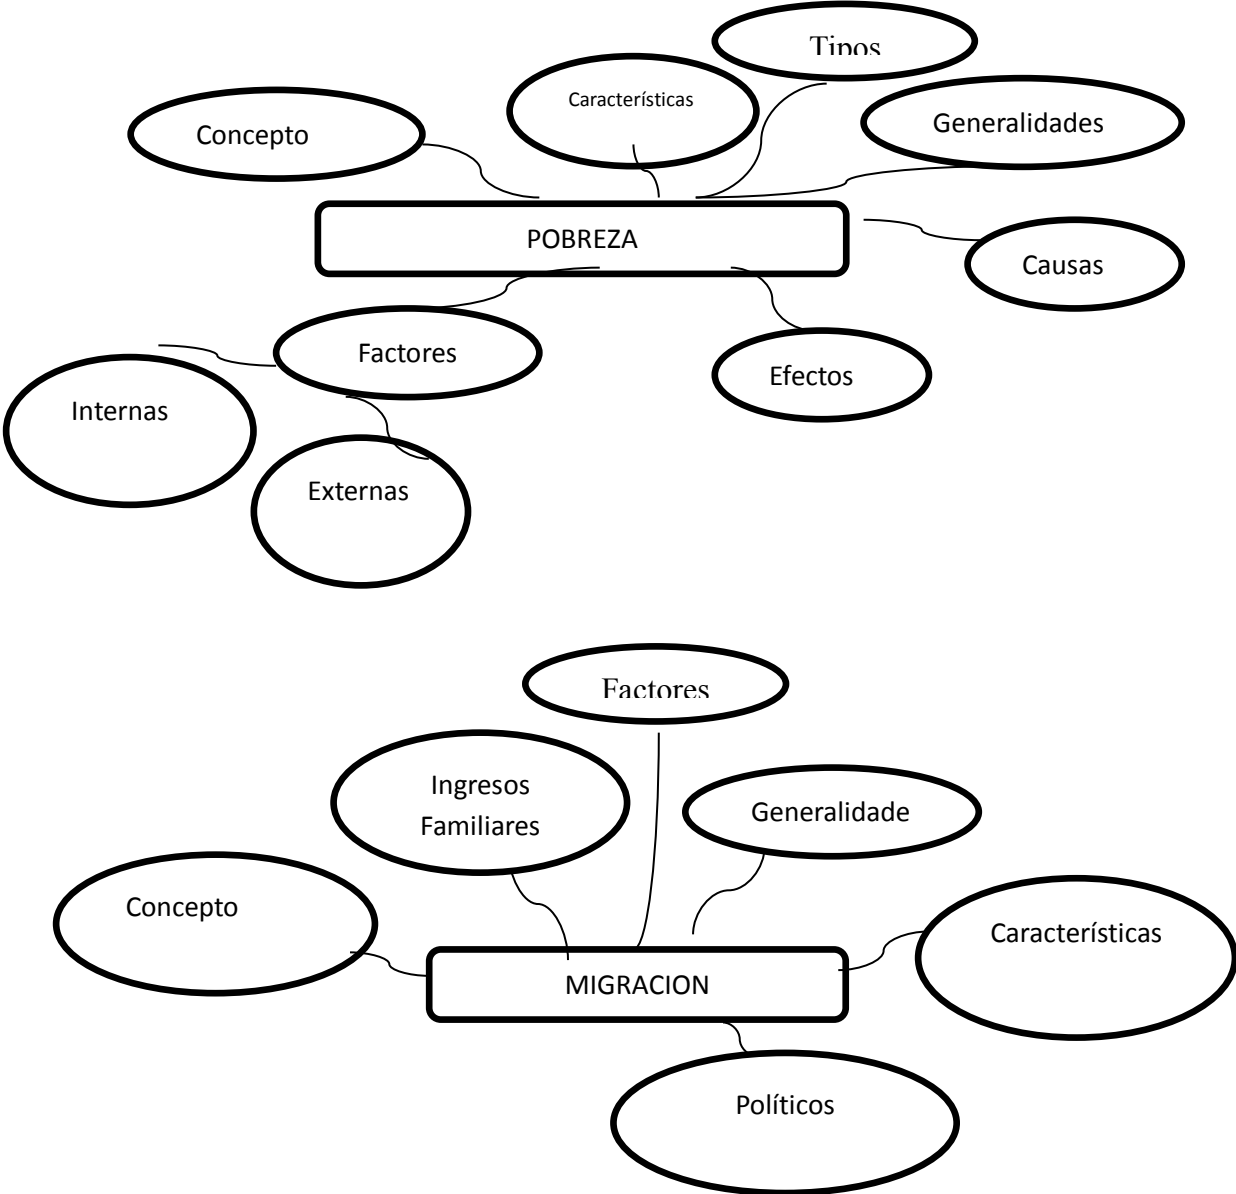 Tipos
Características
Generalidades
Concepto
POBREZA
Causas
Factores
Efectos
Internas
Externas
Factores
Ingresos
Familiares
Generalidade
Concepto
Características
MIGRACION
Políticos